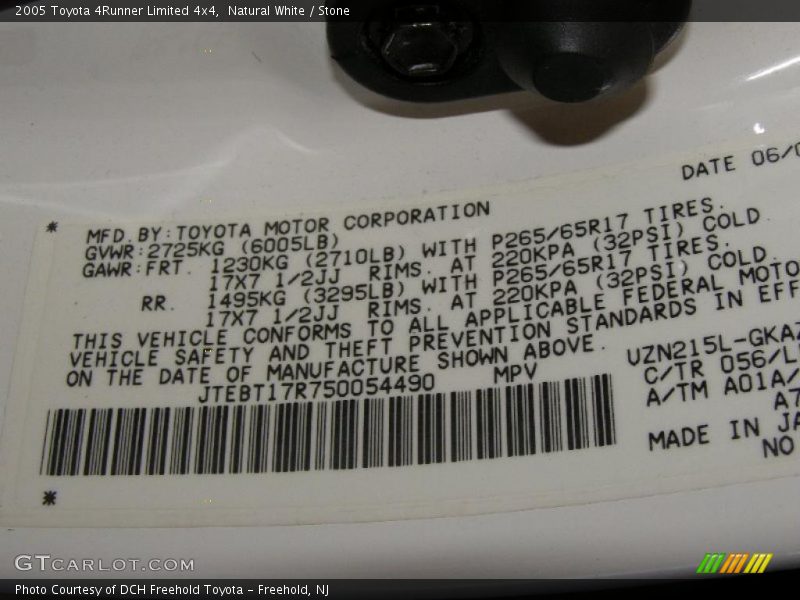 2005 Toyota 4Runner Limited 4x4, Natural White / Stone
DATE 06/0
MFD.BY:TOYOTA MOTOR CORPORATION
GVWR:2725KG (6005LB)
GAWR:FRT. 1230KG (2710LB) WITH P265/65R17 TIRES.
17X7 1/2JJ RIMS. AT 220KPA (32PSI) COLD
RR. 1495KG (3295LB) WITH P265/65R17 TIRES.
17X7 1/2JJ RIMS. AT 220KPA (32PSI) COLD.
THIS VEHICLE CONFORMS TO ALL APPLICABLE FEDERAL MOTO
VEHICLE SAFETY AND THEFT PREVENTION STANDARDS IN EFF
ON THE DATE OF MANUFACTURE SHOWN ABOVE.
JTEBT17R750054490 MPV
UZN215L-GKAZ
C/TR 056/L
A/TM A01A/
A7
MADE IN JA
NO
GTCARLOT.COM
Photo Courtesy of DCH Freehold Toyota - Freehold, NJ